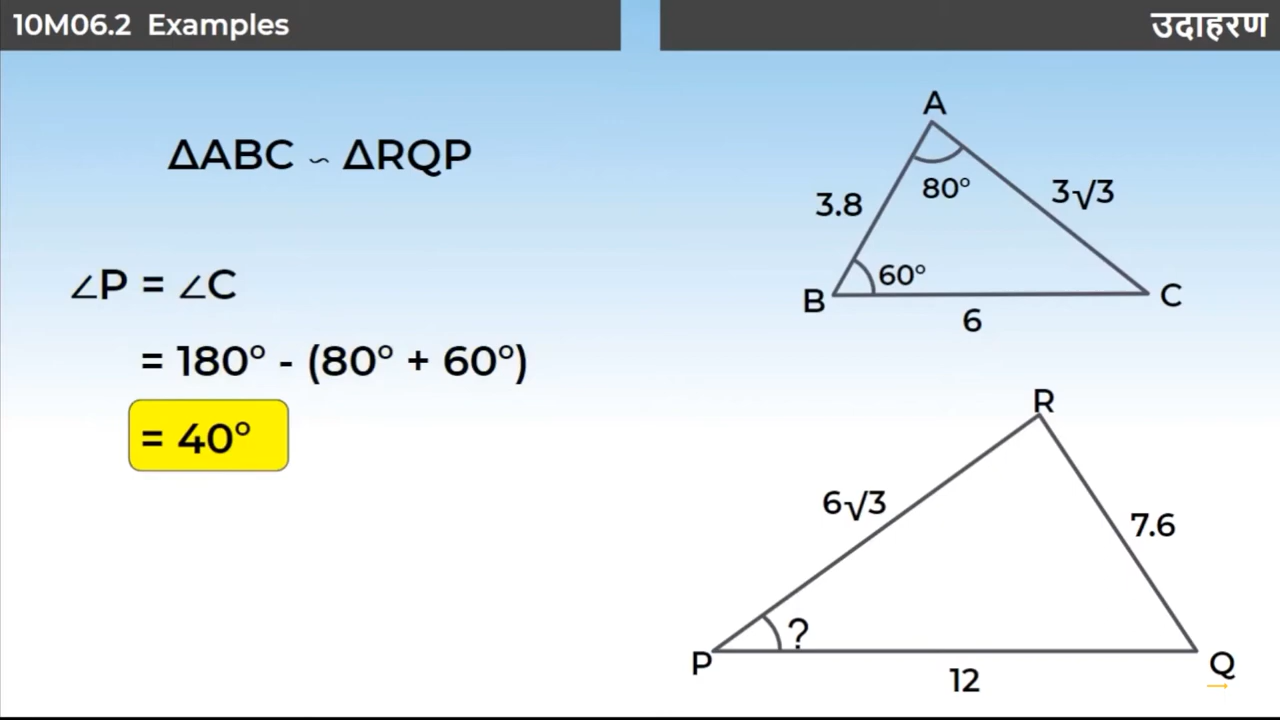 10M06.2 Examples
उदाहरण
ΔABC ∽ ΔRQP
∠P = ∠C
= 180° - (80° + 60°)
= 40°
A
80°
3.8
3√3
60°
B
C
6
R
6√3
7.6
?
P
Q
12